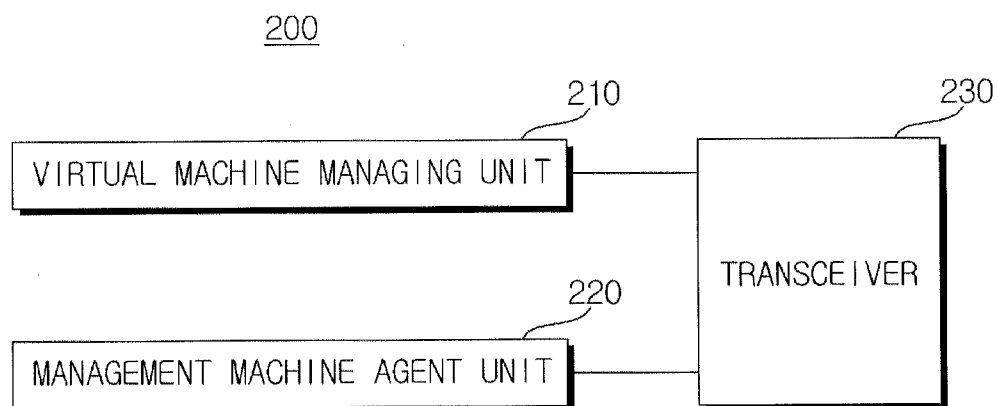 200
210
230
VIRTUAL MACHINE MANAGING UNIT
TRANSCEIVER
220
MANAGEMENT MACHINE AGENT UNIT